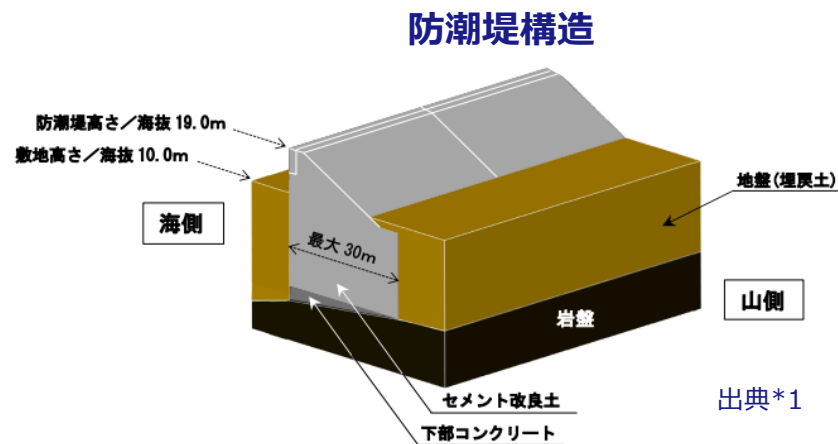 防潮堤構造
防潮堤高さ／海抜 19.0m
敷地高さ／海抜 10.0m
地盤(埋戻土)
海側
最大 30m
山側
岩盤
セメント改良土
下部コンクリート
出典*1